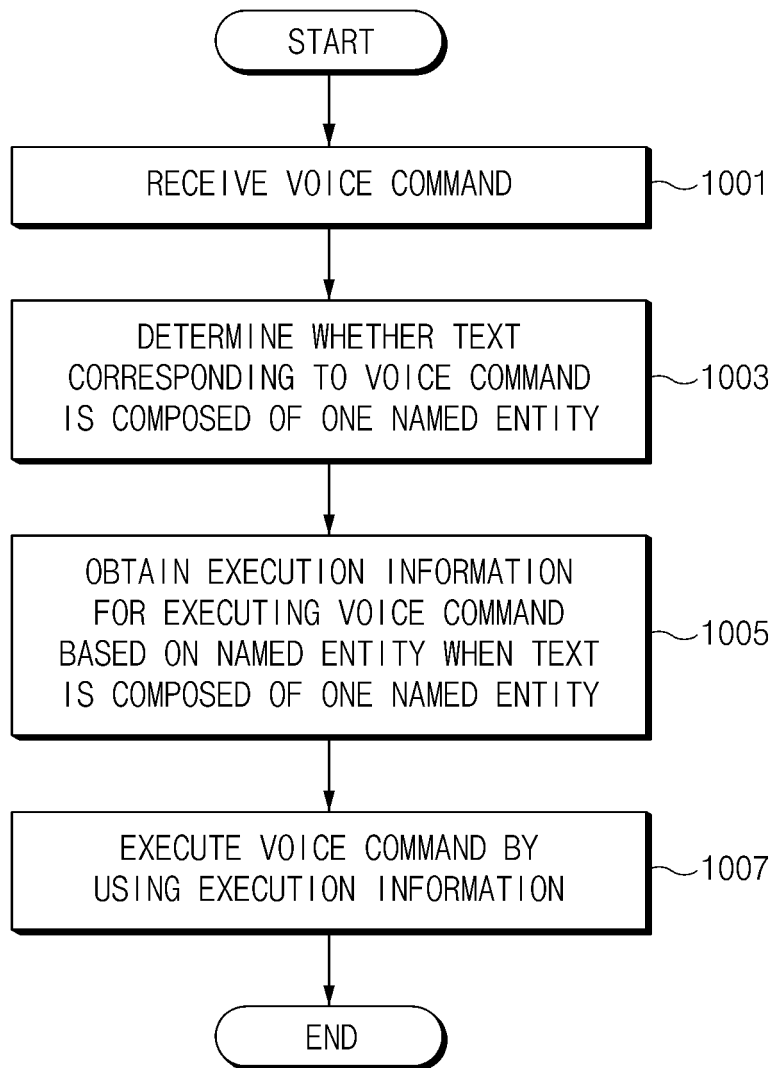 START
RECEIVE VOICE COMMAND
1001
DETERMINE WHETHER TEXT
CORRESPONDING TO VOICE COMMAND
IS COMPOSED OF ONE NAMED ENTITY
1003
OBTAIN EXECUTION INFORMATION
FOR EXECUTING VOICE COMMAND
BASED ON NAMED ENTITY WHEN TEXT
IS COMPOSED OF ONE NAMED ENTITY
1005
EXECUTE VOICE COMMAND BY
USING EXECUTION INFORMATION
1007
END